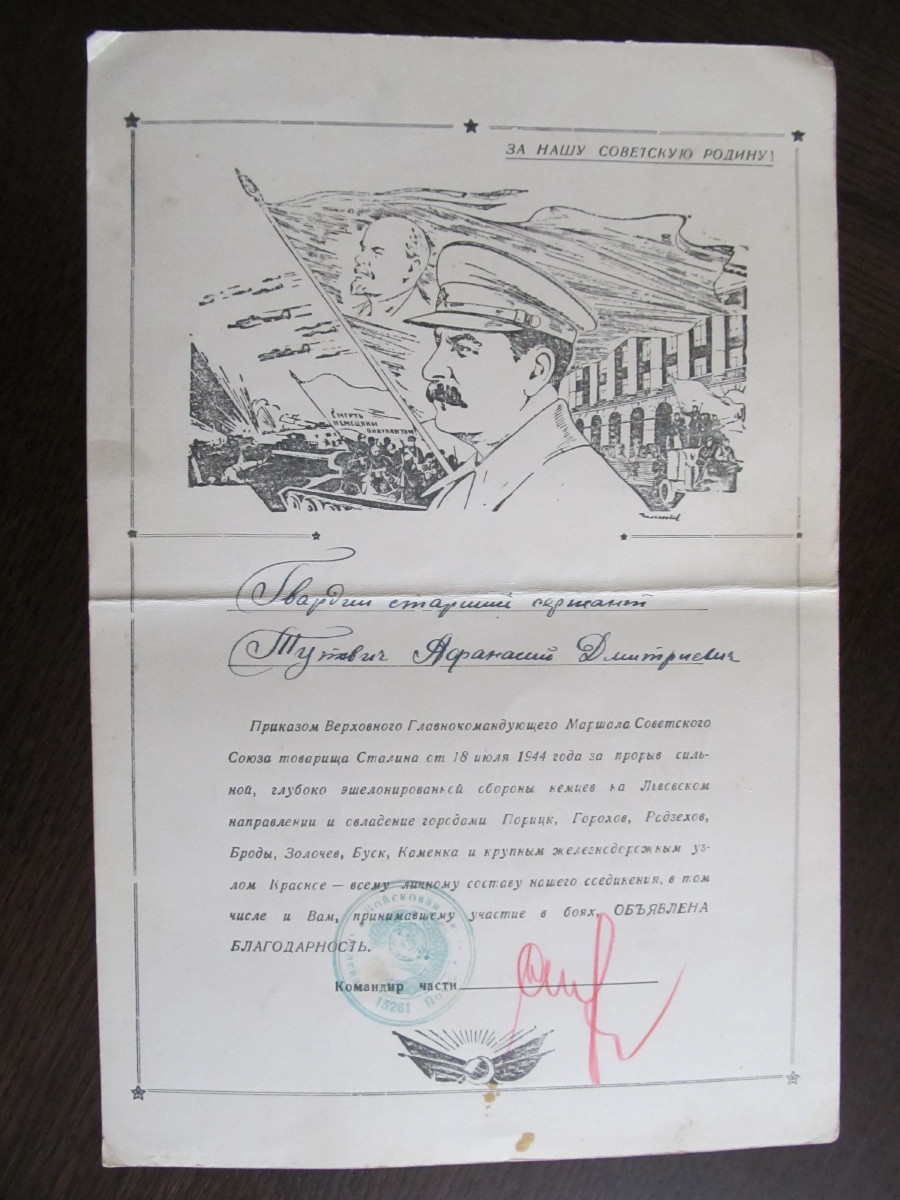 ЗА НАШУ СОВЕТСКУЮ РОДИНУ!
СМЕРТЬ
НЕМЕЦКИМ
ОККУПАНТАМ
Гвардии старший сержант
Афанасий Дмитриевич
Приказом Верховного Главнокомандующего Маршала Советского
Союза товарища Сталина от 18 июля 1944 года за прорыв силь-
ной, глубоко эшелонированной обороны немцев на Львовском
направлении и овладение городами Порицк, Горохов, Радзехов,
Броды, Золочев, Буск, Каменка и крупным железнодорожным уз-
лом Красное — всему личному составу нашего соединения, в том
числе и Вам, принимавшему участие в боях, ОБЪЯВЛЕНА
БЛАГОДАРНОСТЬ.
Войсковая
15261
Командир части